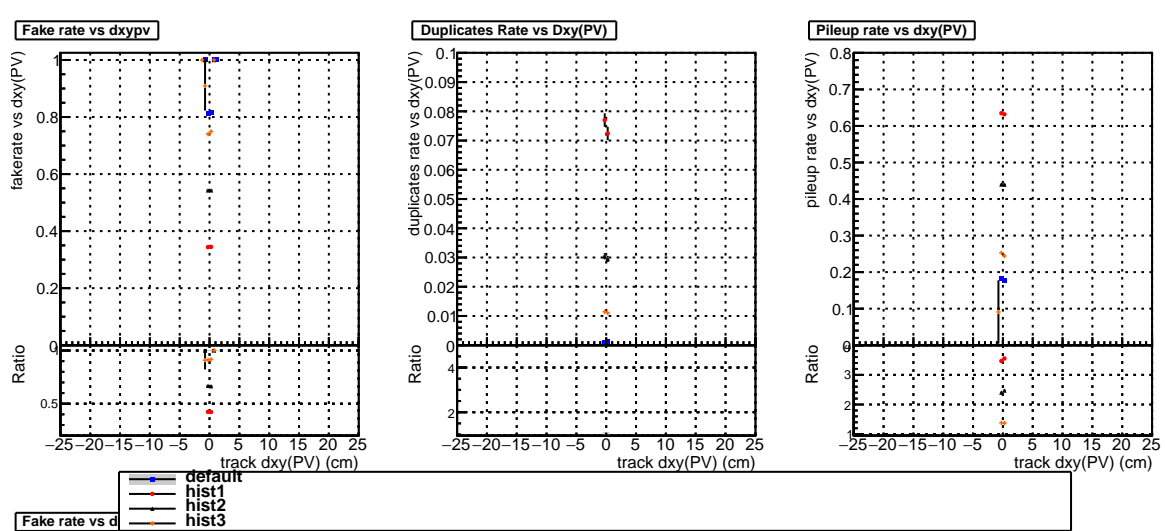 Fake rate vs dxypv
Duplicates Rate vs Dxy(PV)
Pileup rate vs dxy(PV)
fakerate vs dxy(PV)
1
0.8
0.6
0.4
0.2
Ratio
0.5
−25 −20 −15 −10 −5 0 5 10 15 20 25
track dxy(PV) (cm)
duplicates rate vs dxy(PV)
0.1
0.09
0.08
0.07
0.06
0.05
0.04
0.03
0.02
0.01
0
Ratio
4
2
−25 −20 −15 −10 −5 0 5 10 15 20 25
track dxy(PV) (cm)
pileup rate vs dxy(PV)
0.8
0.7
0.6
0.5
0.4
0.3
0.2
0.1
Ratio
3
2
1
−25 −20 −15 −10 −5 0 5 10 15 20 25
track dxy(PV) (cm)
default
hist1
hist2
hist3
Fake rate vs d